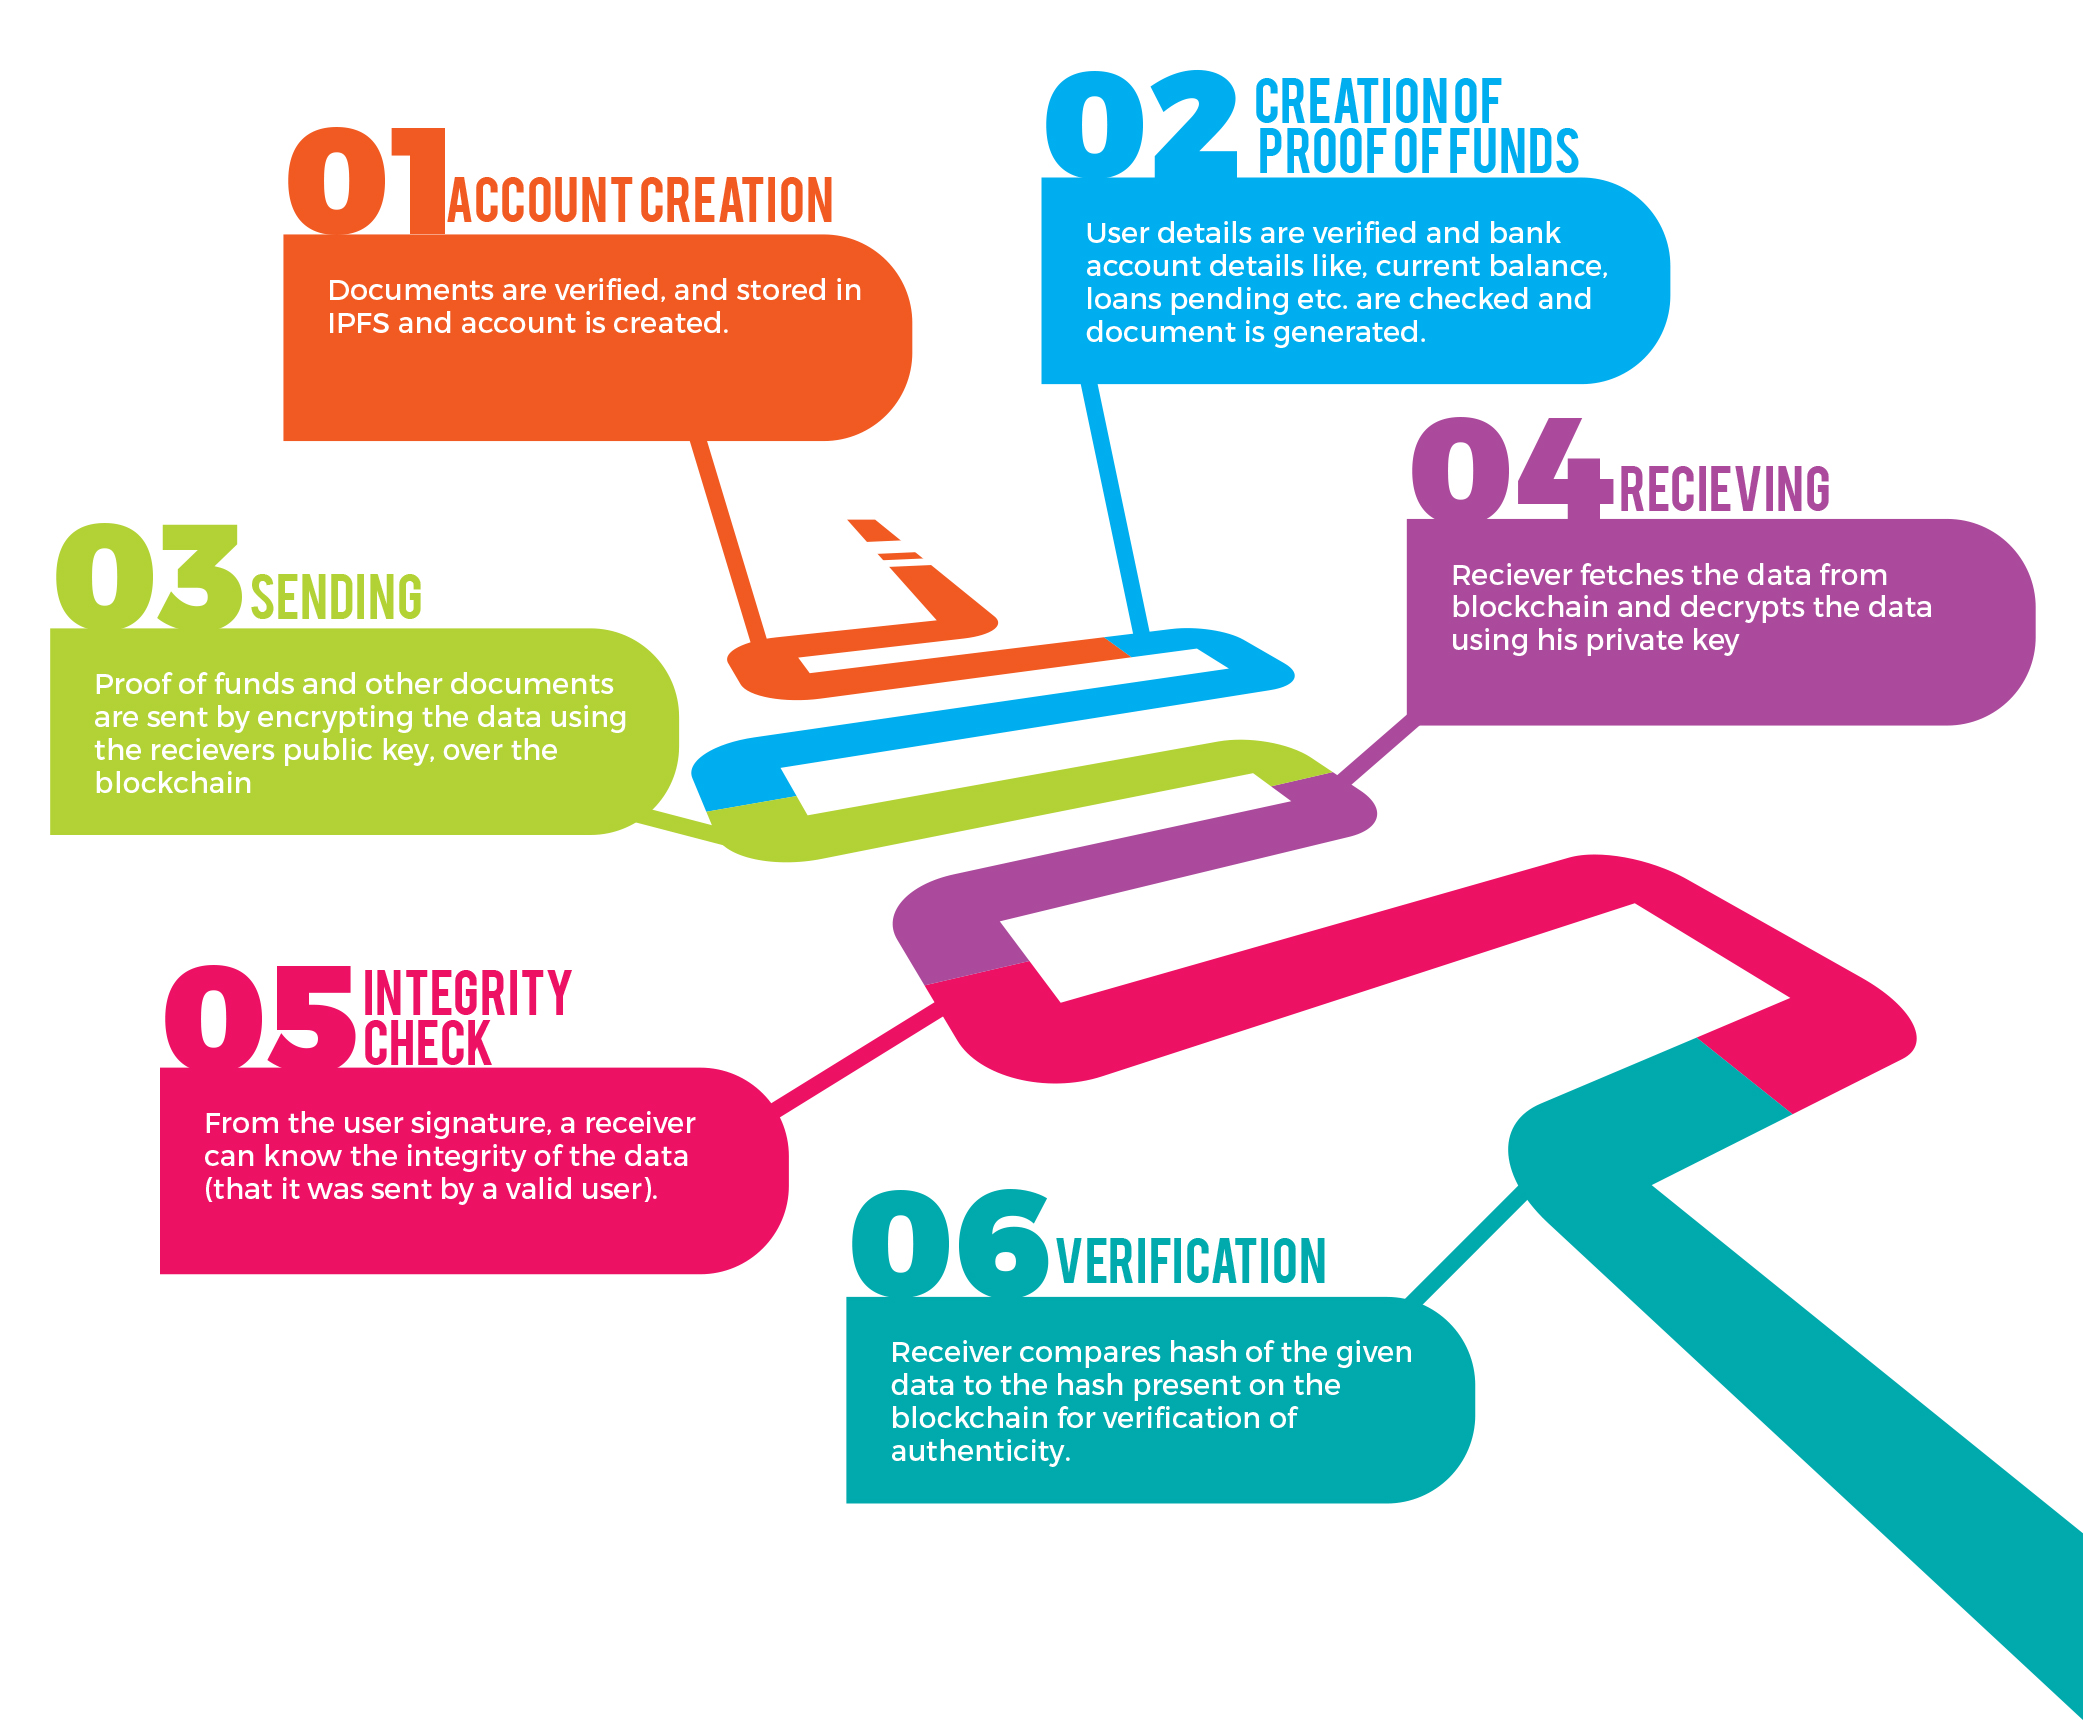 01 ACCOUNT CREATION
Documents are verified, and stored in
IPFS and account is created.
02 CREATION OF
PROOF OF FUNDS
User details are verified and bank
account details like, current balance,
loans pending etc. are checked and
document is generated.
03 SENDING
Proof of funds and other documents
are sent by encrypting the data using
the recievers public key, over the
blockchain
04 RECIEVING
Reciever fetches the data from
blockchain and decrypts the data
using his private key
05 INTEGRITY
CHECK
From the user signature, a receiver
can know the integrity of the data
(that it was sent by a valid user).
06 VERIFICATION
Receiver compares hash of the given
data to the hash present on the
blockchain for verification of
authenticity.